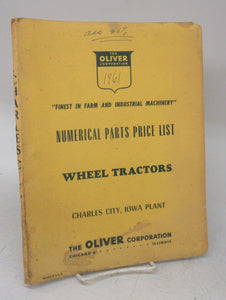 THE
OLIVER
CORPORATION
1961
"FINEST IN FARM AND INDUSTRIAL MACHINERY"
NUMERICAL PARTS PRICE LIST
WHEEL TRACTORS
CHARLES CITY, IOWA PLANT
THE OLIVER CORPORATION
CHICAGO 6 ILLINOIS